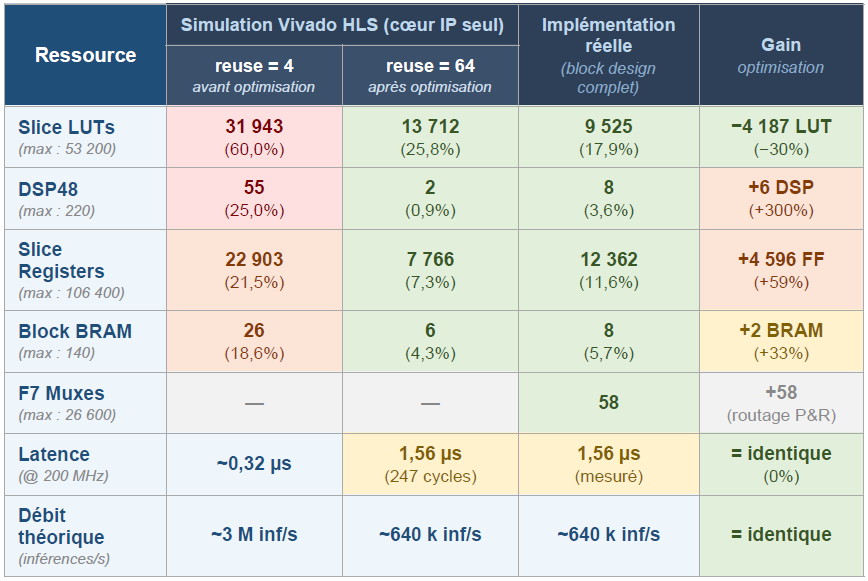 Ressource
Simulation Vivado HLS (cœur IP seul)
Implémentation
réelle
(block design
complet)
Gain
optimisation
reuse = 4
avant optimisation
reuse = 64
après optimisation
Slice LUTs
(max : 53 200)
31 943
(60,0%)
13 712
(25,8%)
9 525
(17,9%)
−4 187 LUT
(−30%)
DSP48
(max : 220)
55
(25,0%)
2
(0,9%)
8
(3,6%)
+6 DSP
(+300%)
Slice
Registers
(max : 106 400)
22 903
(21,5%)
7 766
(7,3%)
12 362
(11,6%)
+4 596 FF
(+59%)
Block BRAM
(max : 140)
26
(18,6%)
6
(4,3%)
8
(5,7%)
+2 BRAM
(+33%)
F7 Muxes
(max : 26 600)
—
—
58
+58
(routage P&R)
Latence
(@ 200 MHz)
~0,32 µs
1,56 µs
(247 cycles)
1,56 µs
(mesuré)
= identique
(0%)
Débit
théorique
(inférences/s)
~3 M inf/s
~640 k inf/s
~640 k inf/s
= identique